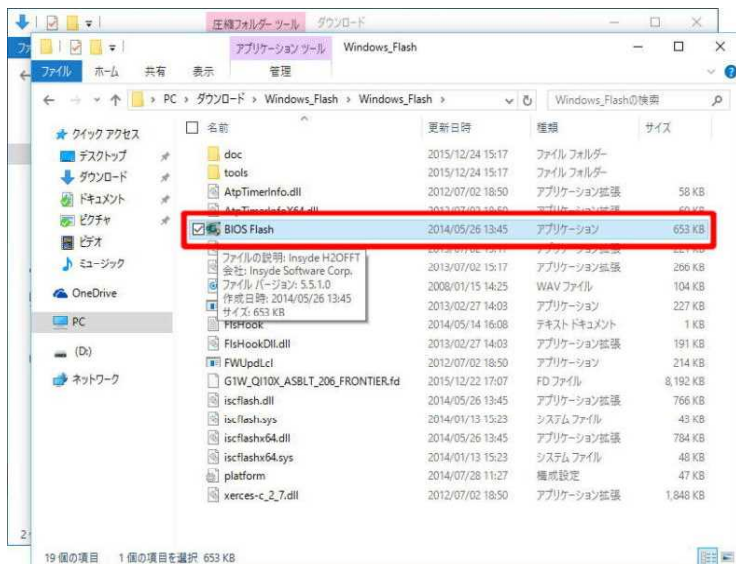 圧縮フォルダー ツール ダウンロード
アプリケーション ツール Windows_Flash
ファイル ホーム 共有 表示 管理
PC > ダウンロード > Windows_Flash > Windows_Flash > Windows_Flashの検索
クイック アクセス
デスクトップ
ダウンロード
ドキュメント
ピクチャ
ビデオ
ミュージック
OneDrive
PC
(D:)
ネットワーク
名前 更新日時 種類 サイズ
doc 2015/12/24 15:17 ファイル フォルダー
tools 2015/12/24 15:17 ファイル フォルダー
AtpTimerInfo.dll 2012/07/02 18:50 アプリケーション拡張 58 KB
AtpTimerInfoX64.dll 2012/07/02 18:50 アプリケーション拡張 60 KB
BIOS Flash 2014/05/26 13:45 アプリケーション 653 KB
ファイルの説明: Insyde H2OFFT
会社: Insyde Software Corp.
ファイル バージョン: 5.5.1.0
作成日時: 2014/05/26 13:45
サイズ: 653 KB
2013/07/02 15:17 アプリケーション拡張 266 KB
2008/01/15 14:25 WAV ファイル 104 KB
2013/02/27 14:03 アプリケーション 227 KB
FlsHook 2014/05/14 16:08 テキスト ドキュメント 1 KB
FlsHookDll.dll 2013/02/27 14:03 アプリケーション拡張 191 KB
FWUpdLcl 2012/07/02 18:50 アプリケーション 214 KB
G1W_QI10X_ASBLT_206_FRONTIER.fd 2015/12/22 17:07 FD ファイル 8,192 KB
iscflash.dll 2014/05/26 13:45 アプリケーション拡張 766 KB
iscflash.sys 2014/01/13 15:23 システム ファイル 43 KB
iscflashx64.dll 2014/05/26 13:45 アプリケーション拡張 784 KB
iscflashx64.sys 2014/01/13 15:23 システム ファイル 48 KB
platform 2014/07/28 11:27 構成設定 47 KB
xerces-c_2_7.dll 2012/07/02 18:50 アプリケーション拡張 1,848 KB
19 個の項目 1 個の項目を選択 653 KB